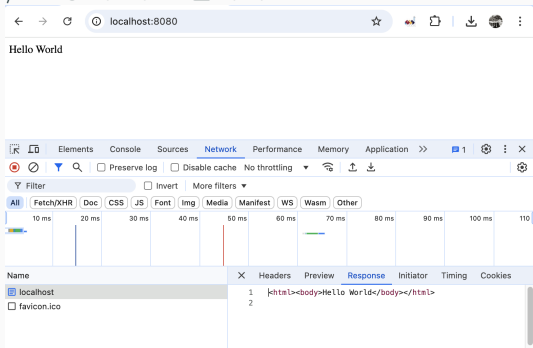 localhost:8080
Hello World
Elements Console Sources Network Performance Memory Application 1
Preserve log Disable cache No throttling
Filter Invert More filters
All Fetch/XHR Doc CSS JS Font Img Media Manifest WS Wasm Other
10 ms 20 ms 30 ms 40 ms 50 ms 60 ms 70 ms 80 ms 90 ms 100 ms 110
Name Headers Preview Response Initiator Timing Cookies
localhost 1 <html><body>Hello World</body></html>
favicon.ico 2